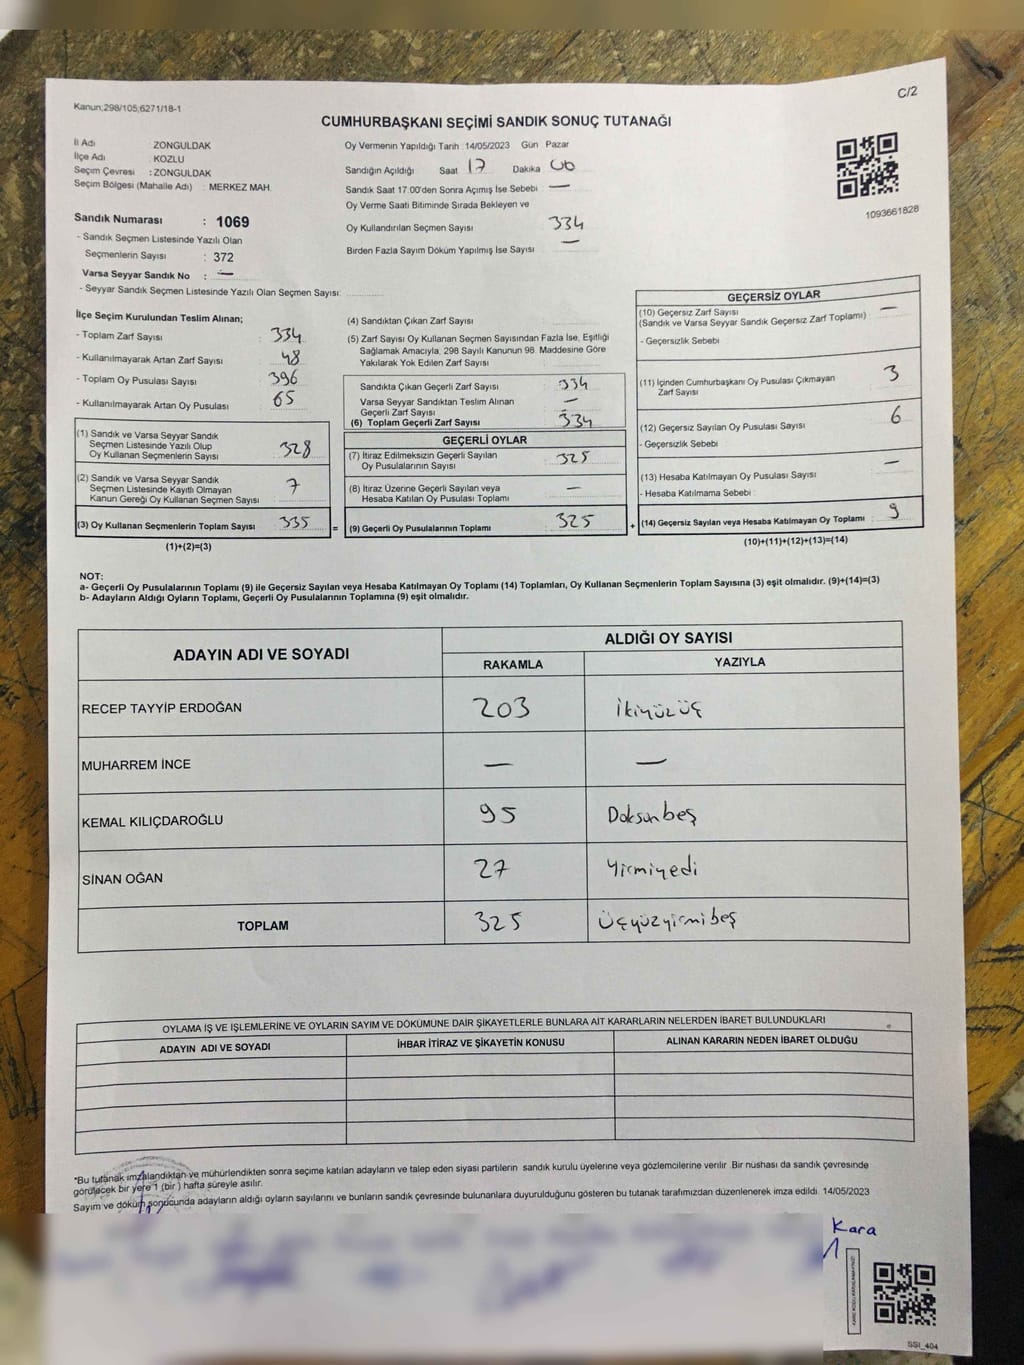 Kanun;298/105;6271/18-1
C/2
CUMHURBAŞKANI SEÇİMİ SANDIK SONUÇ TUTANAĞI
İl Adı ZONGULDAK
İlçe Adı : KOZLU
Seçim Çevresi : ZONGULDAK
Seçim Bölgesi (Mahalle Adı) : MERKEZ MAH.
Sandık Numarası : 1069
- Sandık Seçmen Listesinde Yazılı Olan
Seçmenlerin Sayısı : 372
Varsa Seyyar Sandık No : —
- Seyyar Sandık Seçmen Listesinde Yazılı Olan Seçmen Sayısı:
Oy Vermenin Yapıldığı Tarih : 14/05/2023 Gün Pazar
Sandığın Açıldığı Saat 17 Dakika 00
Sandık Saat 17.00'den Sonra Açımış İse Sebebi —
Oy Verme Saati Bitiminde Sırada Bekleyen ve
Oy Kullandırılan Seçmen Sayısı 334
Birden Fazla Sayım Döküm Yapılmış İse Sayısı —
1093661828
İlçe Seçim Kurulundan Teslim Alınan;
- Toplam Zarf Sayısı 334
- Kullanılmayarak Artan Zarf Sayısı 48
- Toplam Oy Pusulası Sayısı 396
- Kullanılmayarak Artan Oy Pusulası 65
(1) Sandık ve Varsa Seyyar Sandık
Seçmen Listesinde Yazılı Olup
Oy Kullanan Seçmenlerin Sayısı 328
(2) Sandık ve Varsa Seyyar Sandık
Seçmen Listesinde Kayıtlı Olmayan
Kanun Gereği Oy Kullanan Seçmen Sayısı 7
(3) Oy Kullanan Seçmenlerin Toplam Sayısı 335 =
(1)+(2)=(3)
(4) Sandıktan Çıkan Zarf Sayısı
(5) Zarf Sayısı Oy Kullanan Seçmen Sayısından Fazla İse, Eşitliği
Sağlamak Amacıyla, 298 Sayılı Kanunun 98. Maddesine Göre
Yakılarak Yok Edilen Zarf Sayısı
Sandıkta Çıkan Geçerli Zarf Sayısı 334
Varsa Seyyar Sandıktan Teslim Alınan
Geçerli Zarf Sayısı —
(6) Toplam Geçerli Zarf Sayısı 334
GEÇERLİ OYLAR
(7) İtiraz Edilmeksizin Geçerli Sayılan
Oy Pusulalarının Sayısı 325
(8) İtiraz Üzerine Geçerli Sayılan veya
Hesaba Katılan Oy Pusulası Toplamı —
(9) Geçerli Oy Pusulalarının Toplamı 325 +
GEÇERSİZ OYLAR
(10) Geçersiz Zarf Sayısı —
(Sandık ve Varsa Seyyar Sandık Geçersiz Zarf Toplamı)
- Geçersizlik Sebebi
(11) İçinden Cumhurbaşkanı Oy Pusulası Çıkmayan
Zarf Sayısı 3
(12) Geçersiz Sayılan Oy Pusulası Sayısı 6
- Geçersizlik Sebebi
(13) Hesaba Katılmayan Oy Pusulası Sayısı —
- Hesaba Katılmama Sebebi
(14) Geçersiz Sayılan veya Hesaba Katılmayan Oy Toplamı 9
(10)+(11)+(12)+(13)=(14)
NOT:
a- Geçerli Oy Pusulalarının Toplamı (9) ile Geçersiz Sayılan veya Hesaba Katılmayan Oy Toplamı (14) Toplamları, Oy Kullanan Seçmenlerin Toplam Sayısına (3) eşit olmalıdır. (9)+(14)=(3)
b- Adayların Aldığı Oyların Toplamı, Geçerli Oy Pusulalarının Toplamına (9) eşit olmalıdır.
ADAYIN ADI VE SOYADI ALDIĞI OY SAYISI
RAKAMLA YAZIYLA
RECEP TAYYİP ERDOĞAN 203 ikiyüzüç
MUHARREM İNCE — —
KEMAL KILIÇDAROĞLU 95 Doksanbeş
SİNAN OĞAN 27 Yirmiyedi
TOPLAM 325 Üçyüzyirmibeş
OYLAMA İŞ VE İŞLEMLERİNE VE OYLARIN SAYIM VE DÖKÜMÜNE DAİR ŞİKAYETLERLE BUNLARA AİT KARARLARIN NELERDEN İBARET BULUNDUKLARI
ADAYIN ADI VE SOYADI İHBAR İTİRAZ VE ŞİKAYETİN KONUSU ALINAN KARARIN NEDEN İBARET OLDUĞU
*Bu tutanak imzalandıktan ve mühürlendikten sonra seçime katılan adayların ve talep eden siyasi partilerin sandık kurulu üyelerine veya gözlemcilerine verilir. Bir nüshası da sandık çevresinde
görülecek bir yere 1 (bir) hafta süreyle asılır.
Sayım ve döküm sonucunda adayların aldığı oyların sayılarını ve bunların sandık çevresinde bulunanlara duyurulduğunu gösteren bu tutanak tarafımızdan düzenlenerek imza edildi. 14/05/2023
Kara
SSI_404